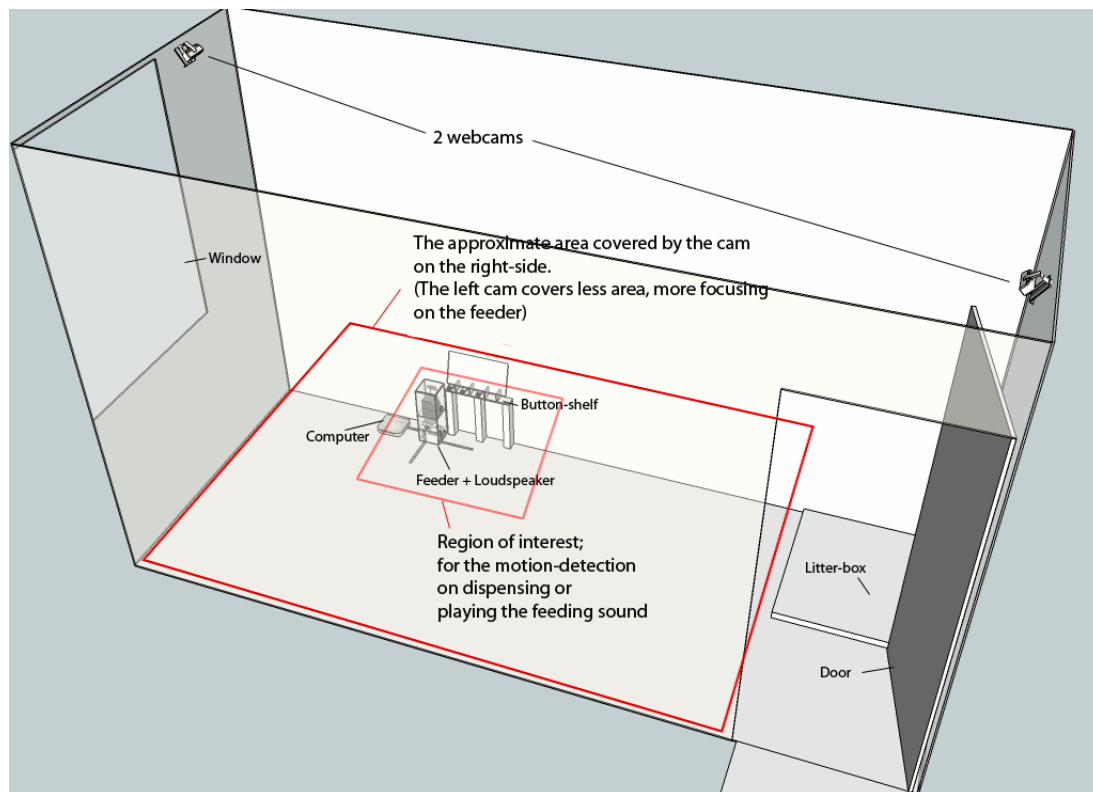 2 webcams
The approximate area covered by the cam
on the right-side.
(The left cam covers less area, more focusing
on the feeder)
Window
Button-shelf
Computer
Feeder + Loudspeaker
Region of interest;
for the motion-detection
on dispensing or
playing the feeding sound
Litter-box
Door